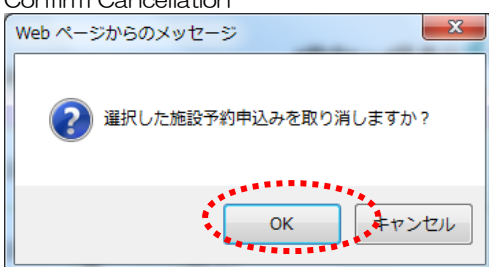 Confirm Cancellation
Web ページからのメッセージ
選択した施設予約申込みを取り消しますか？
OK
キャンセル